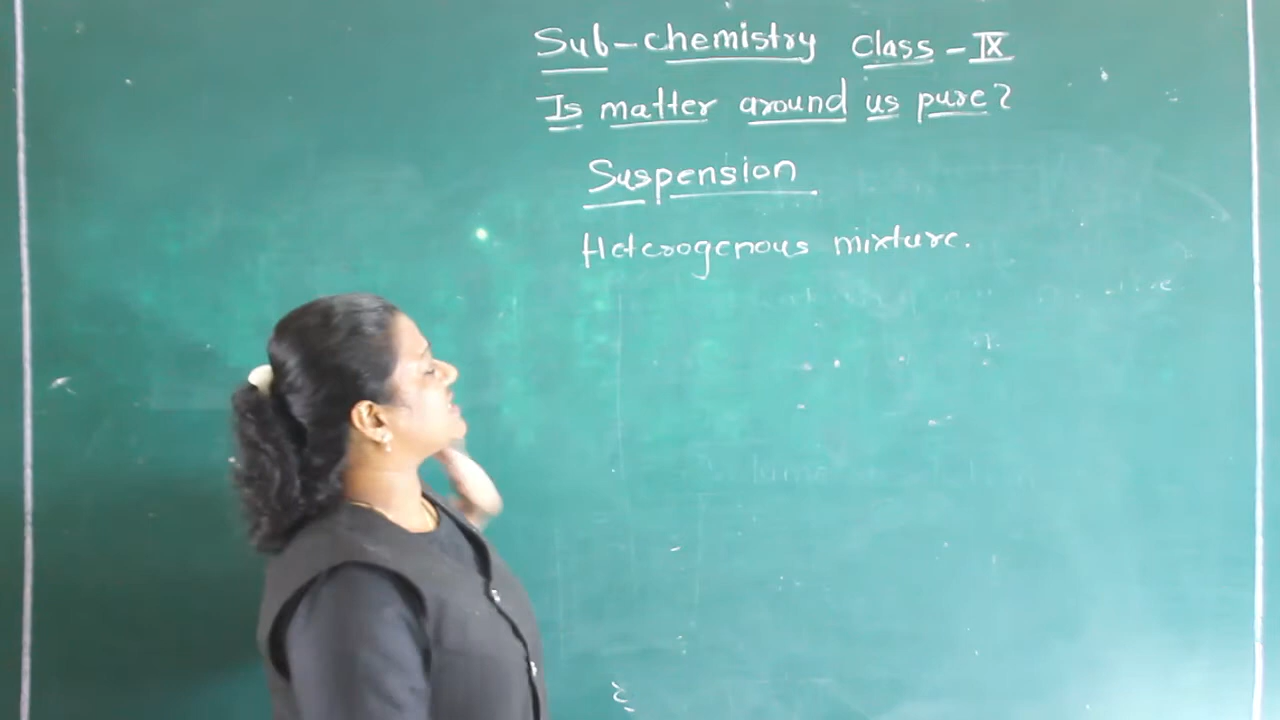 Sub-chemistry Class-IX
Is matter around us pure?
Suspension
Heterogenous mixture.